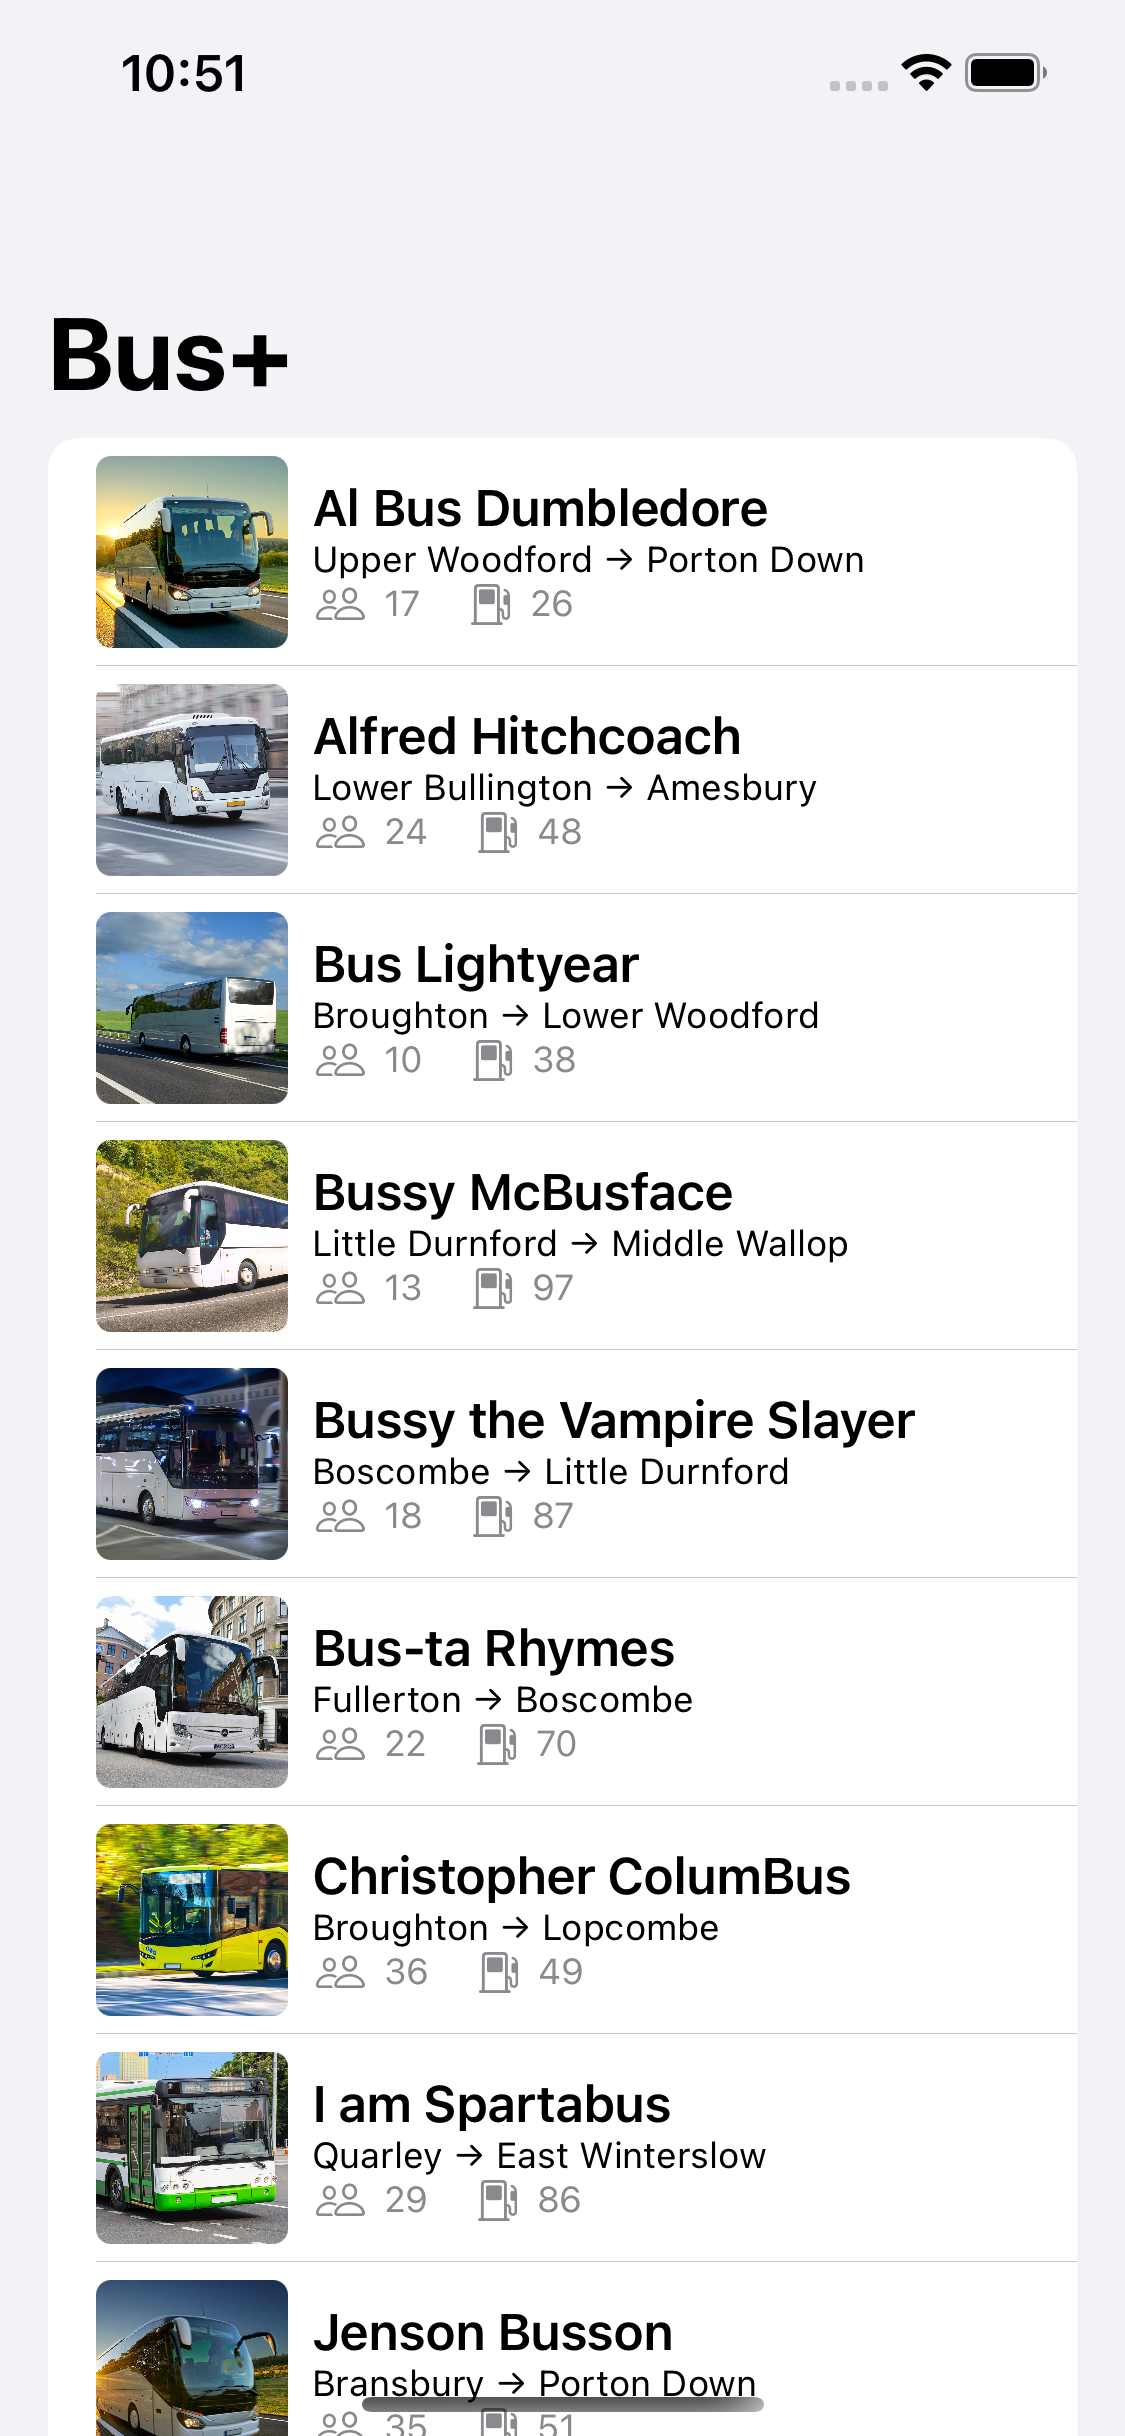 10:51
Bus+
Al Bus Dumbledore
Upper Woodford → Porton Down
17 26
Alfred Hitchcoach
Lower Bullington → Amesbury
24 48
Bus Lightyear
Broughton → Lower Woodford
10 38
Bussy McBusface
Little Durnford → Middle Wallop
13 97
Bussy the Vampire Slayer
Boscombe → Little Durnford
18 87
Bus-ta Rhymes
Fullerton → Boscombe
22 70
Christopher ColumBus
Broughton → Lopcombe
36 49
I am Spartabus
Quarley → East Winterslow
29 86
Jenson Busson
Bransbury → Porton Down
35 51